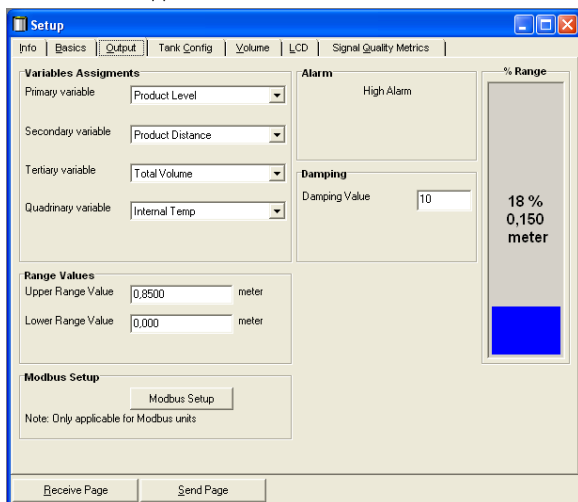 Setup
Info
Basics
Output
Tank Config
Volume
LCD
Signal Quality Metrics
Variables Assigments
Primary variable
Product Level
Secondary variable
Product Distance
Tertiary variable
Total Volume
Quadrinary variable
Internal Temp
Range Values
Upper Range Value
0,8500
meter
Lower Range Value
0,000
meter
Modbus Setup
Modbus Setup
Note: Only applicable for Modbus units
Alarm
High Alarm
Damping
Damping Value
10
% Range
18 %
0,150
meter
Receive Page
Send Page